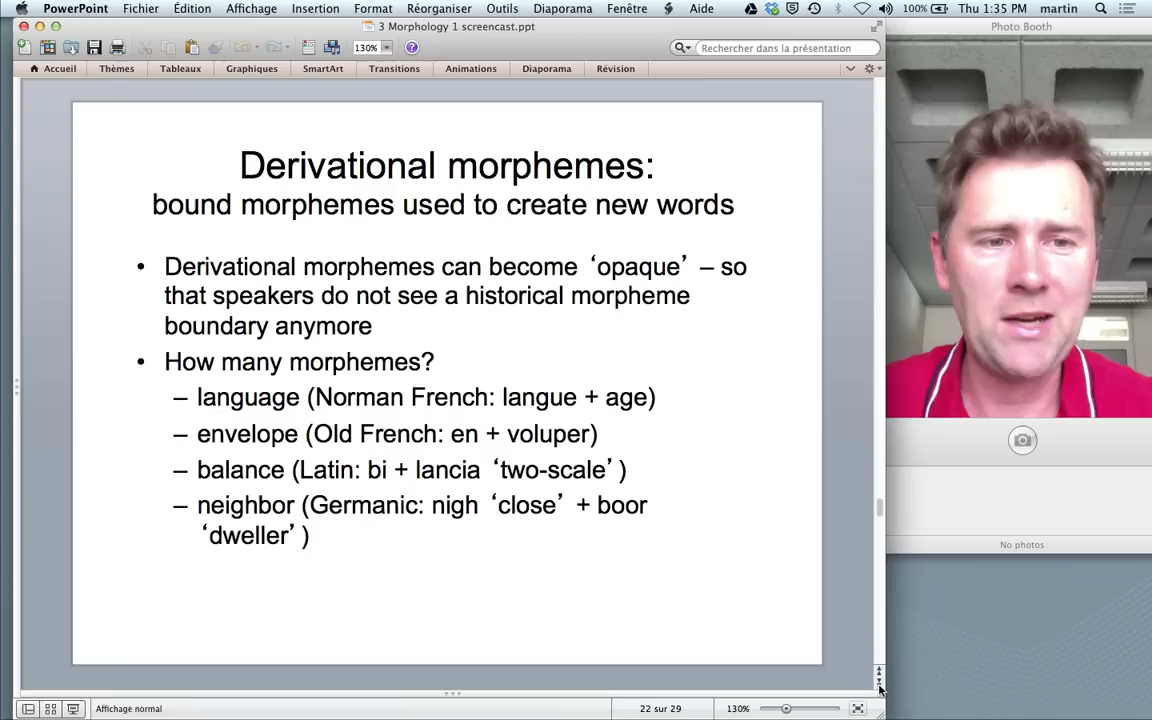 PowerPoint Fichier Édition Affichage Insertion Format Réorganiser Outils Diaporama Fenêtre Aide 100% Thu 1:35 PM martin
3 Morphology 1 screencast.ppt
Photo Booth
130%
Rechercher dans la présentation
Accueil Thèmes Tableaux Graphiques SmartArt Transitions Animations Diaporama Révision
Derivational morphemes:
bound morphemes used to create new words
• Derivational morphemes can become ‘opaque’ – so
that speakers do not see a historical morpheme
boundary anymore
• How many morphemes?
– language (Norman French: langue + age)
– envelope (Old French: en + voluper)
– balance (Latin: bi + lancia ‘two-scale’)
– neighbor (Germanic: nigh ‘close’ + boor
‘dweller’)
No photos
Affichage normal 22 sur 29 130%